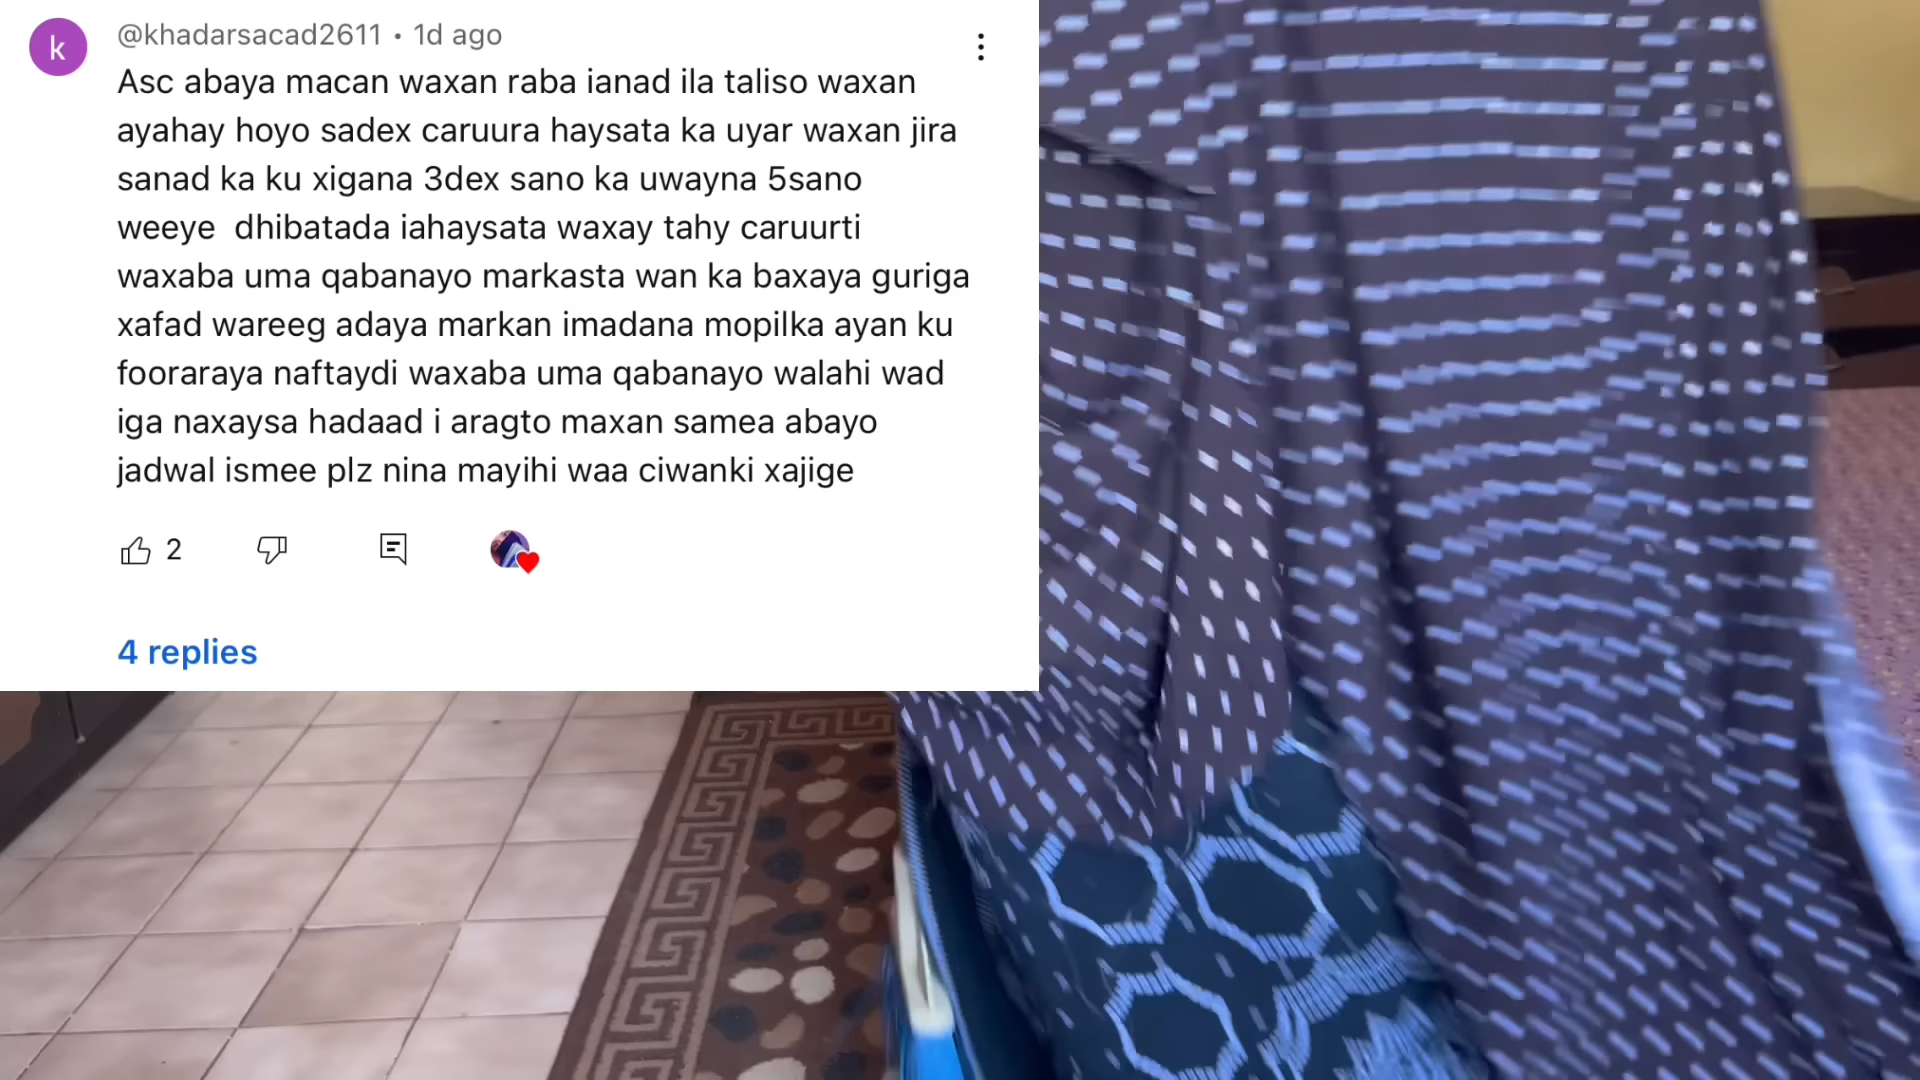 k
@khadarsacad2611 • 1d ago
Asc abaya macan waxan raba ianad ila taliso waxan
ayahay hoyo sadex caruura haysata ka uyar waxan jira
sanad ka ku xigana 3dex sano ka uwayna 5sano
weeye  dhibatada iahaysata waxay tahy caruurti
waxaba uma qabanayo markasta wan ka baxaya guriga
xafad wareeg adaya markan imadana mopilka ayan ku
fooraraya naftaydi waxaba uma qabanayo walahi wad
iga naxaysa hadaad i aragto maxan samea abayo
jadwal ismee plz nina mayihi waa ciwanki xajige
2
4 replies